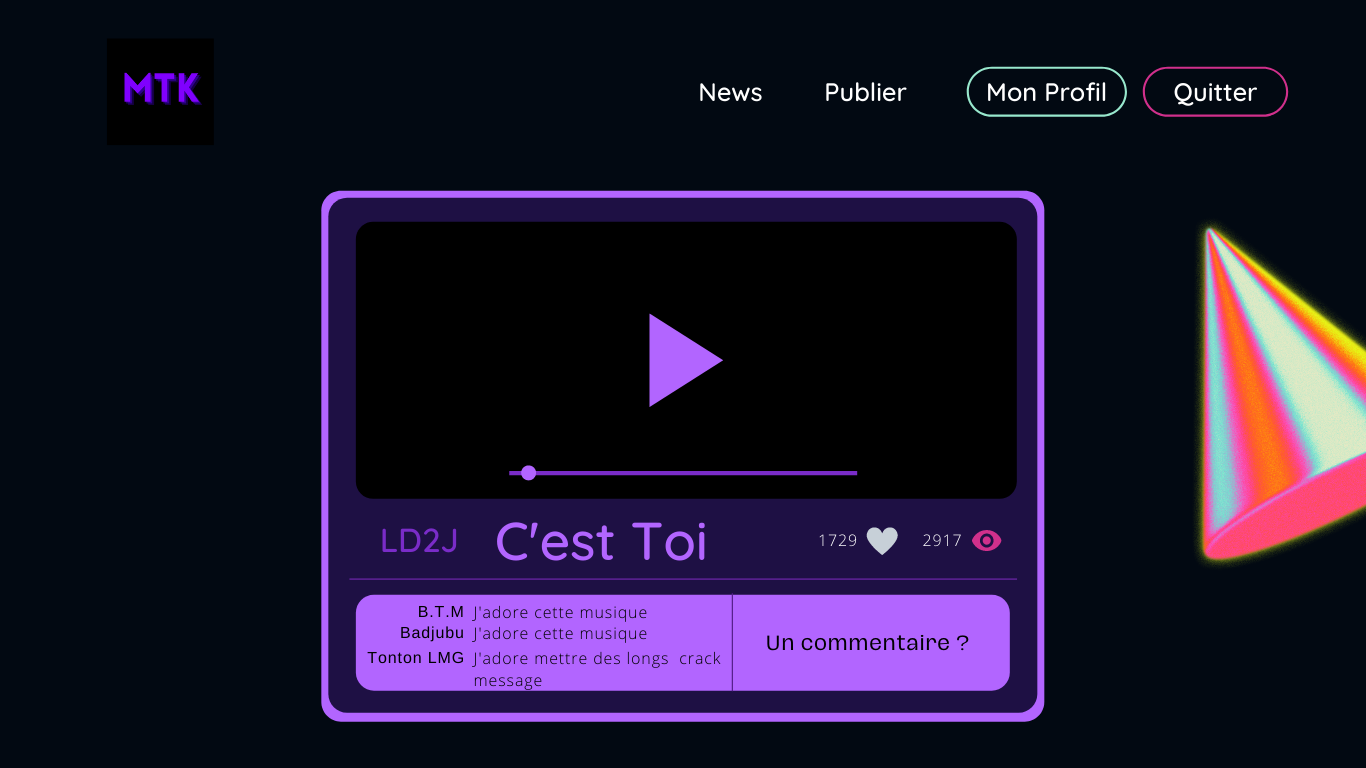 MTK
News
Publier
Mon Profil
Quitter
LD2J
C'est Toi
1729
2917
B.T.M J'adore cette musique
Badjubu J'adore cette musique
Tonton LMG J'adore mettre des longs crack
message
Un commentaire ?